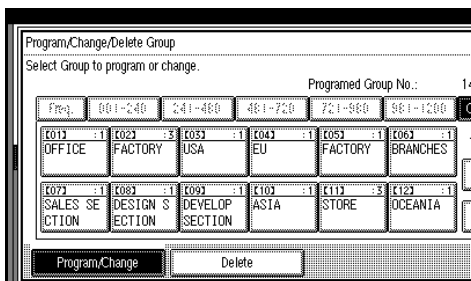 Program/Change/Delete Group
Select Group to program or change.
Programed Group No.: 14
Freq. 001-240 241-480 481-720 721-960 961-1200
[01] :1 [02] :3 [03] :1 [04] :1 [05] :1 [06] :1
OFFICE FACTORY USA EU FACTORY BRANCHES
[07] :1 [08] :1 [09] :1 [10] :1 [11] :3 [12] :1
SALES SE DESIGN S DEVELOP ASIA STORE OCEANIA
CTION ECTION SECTION
Program/Change Delete